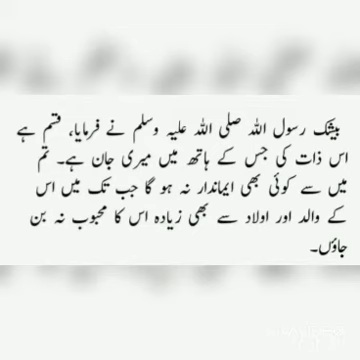 بیشک رسول اللہ صلی اللہ علیہ وسلم نے فرمایا، قسم ہے
اس ذات کی جس کے ہاتھ میں میری جان ہے۔ تم
میں سے کوئی بھی ایماندار نہ ہو گا جب تک میں اس
کے والد اور اولاد سے بھی زیادہ اس کا محبوب نہ بن
جاؤں۔